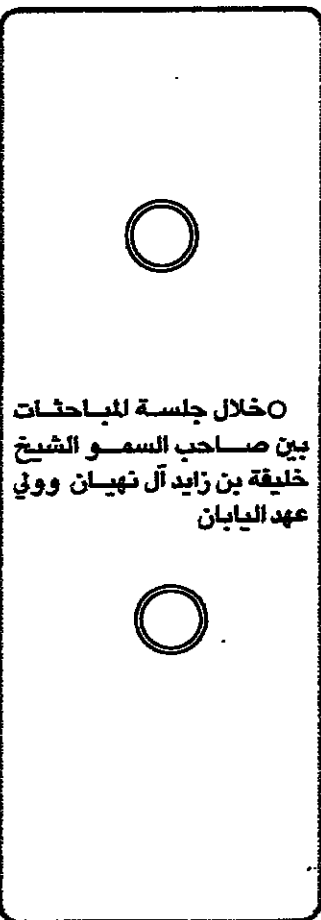 ○خلال جلسة المباحثات
بين صاحب السمو الشيخ
خليفة بن زايد آل نهيان وولي
عهد اليابان